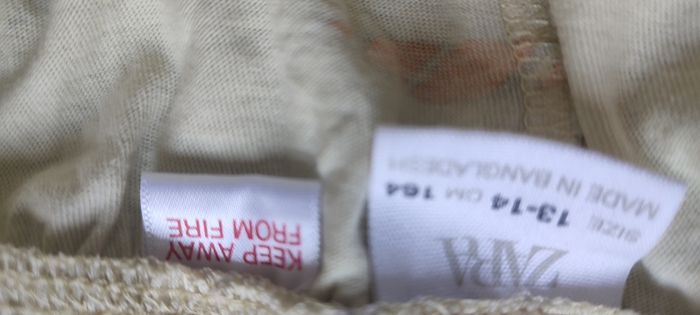 KEEP AWAY
FROM FIRE
ZARA
SIZE: 13-14 CM 164
MADE IN BANGLADESH